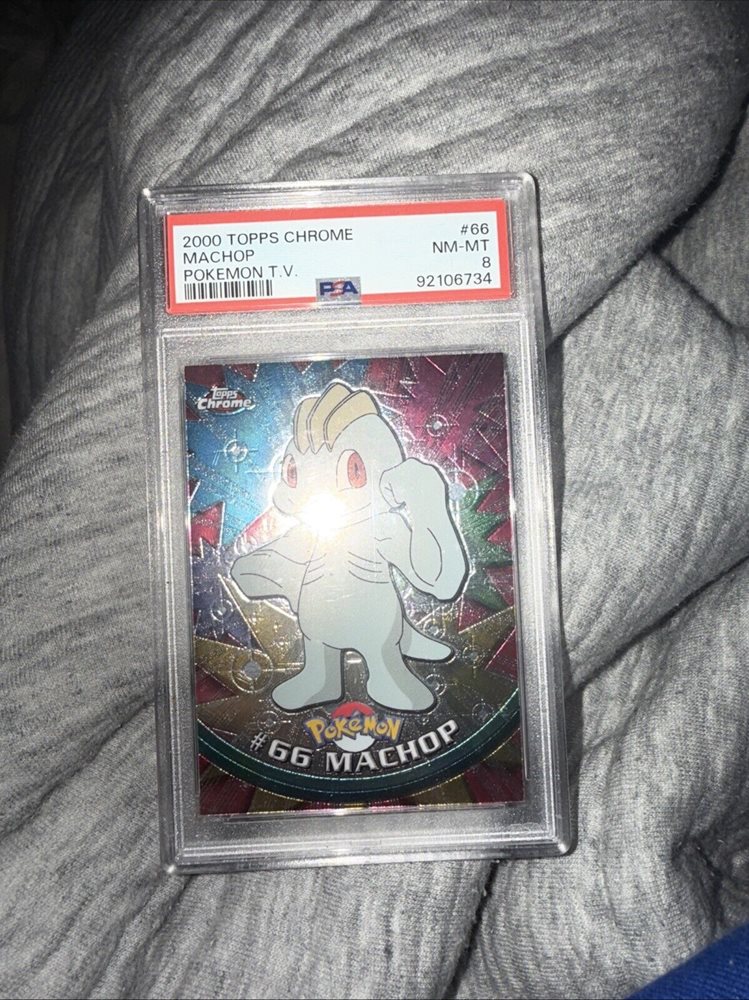 2000 TOPPS CHROME #66
MACHOP NM-MT
POKEMON T.V. 8
PSA 92106734
Topps
Chrome
POKéMON
#66 MACHOP